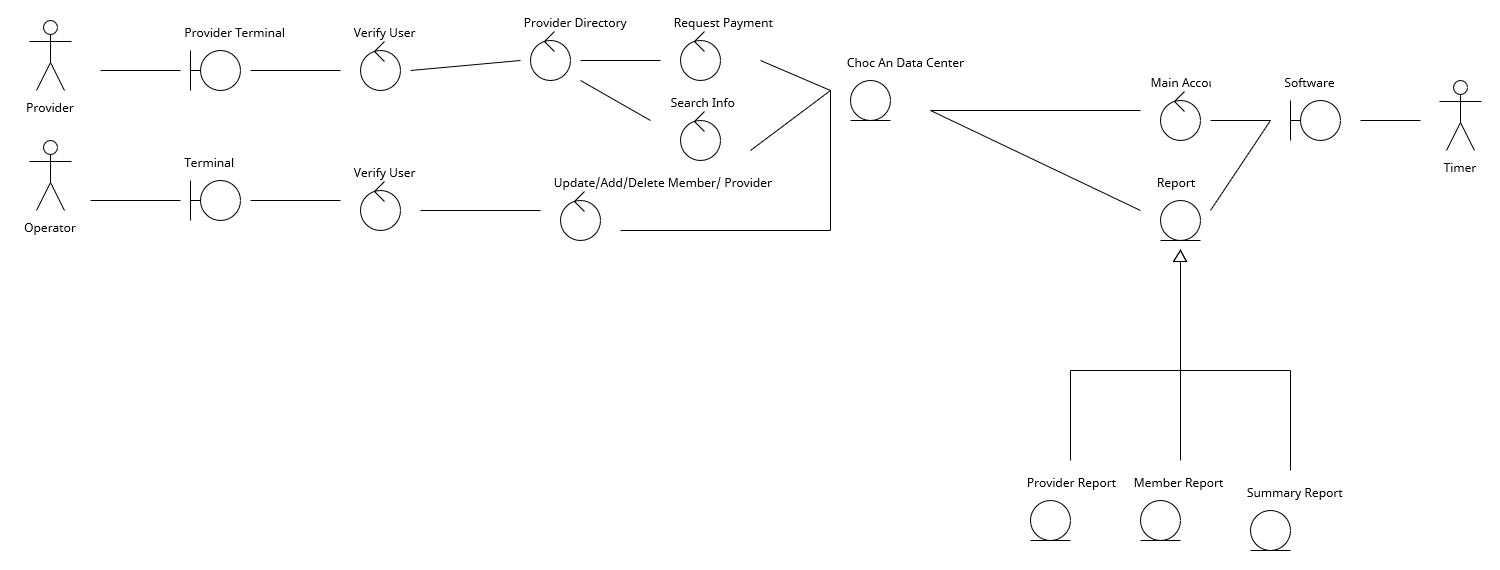 Provider Terminal
Verify User
Provider Directory
Request Payment
Choc An Data Center
Main Accou
Software
Search Info
Provider
Timer
Terminal
Verify User
Update/Add/Delete Member/ Provider
Report
Operator
Provider Report
Member Report
Summary Report